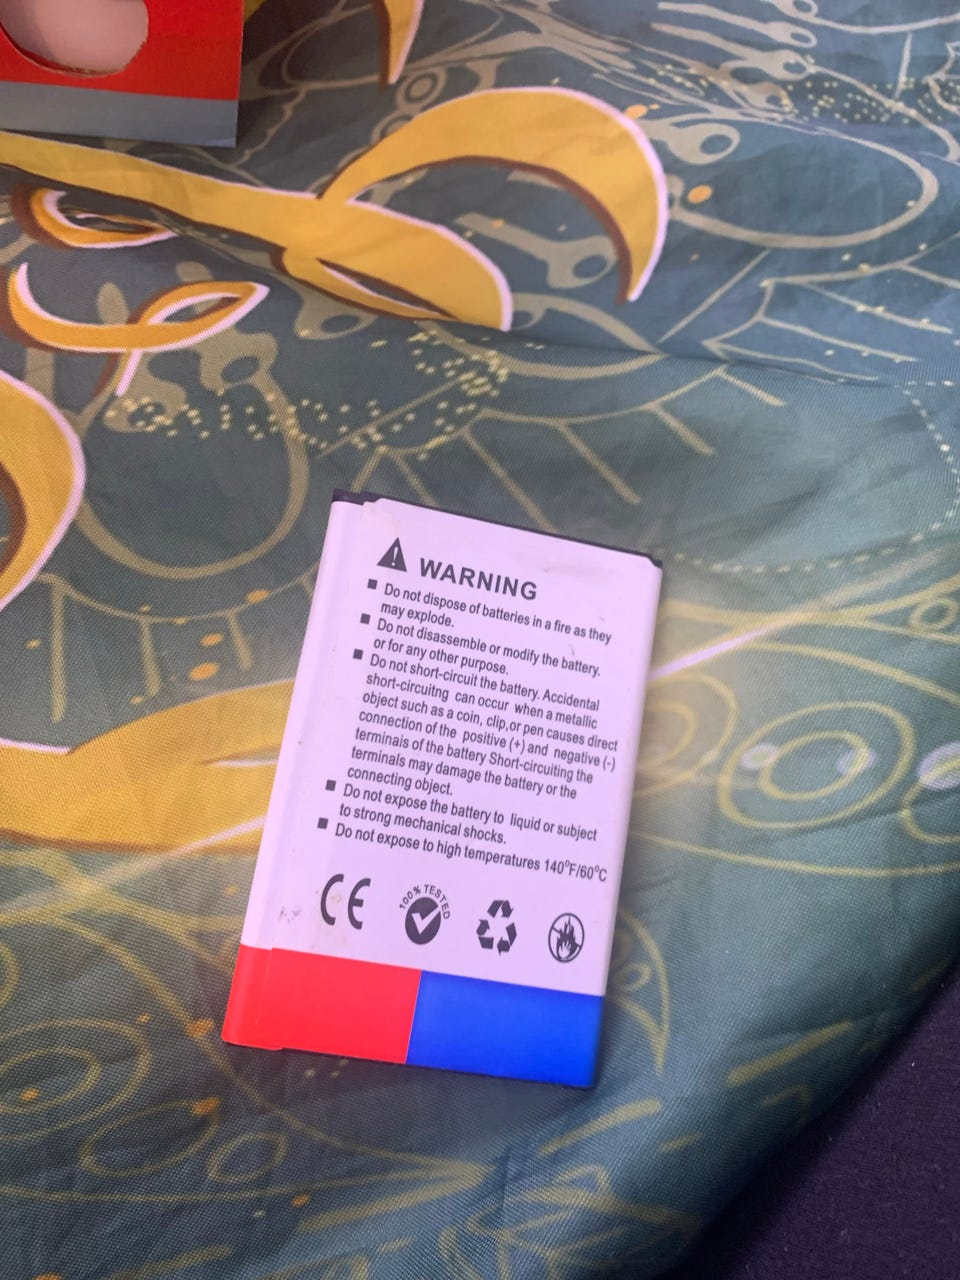 WARNING
Do not dispose of batteries in a fire as they
may explode.
Do not disassemble or modify the battery.
or for any other purpose.
Do not short-circuit the battery. Accidental
short-circuitng can occur when a metallic
object such as a coin, clip,or pen causes direct
connection of the positive (+) and negative (-)
terminais of the battery Short-circuiting the
terminals may damage the battery or the
connecting object.
Do not expose the battery to liquid or subject
to strong mechanical shocks.
Do not expose to high temperatures 140°F/60°C
CE
100% TESTED